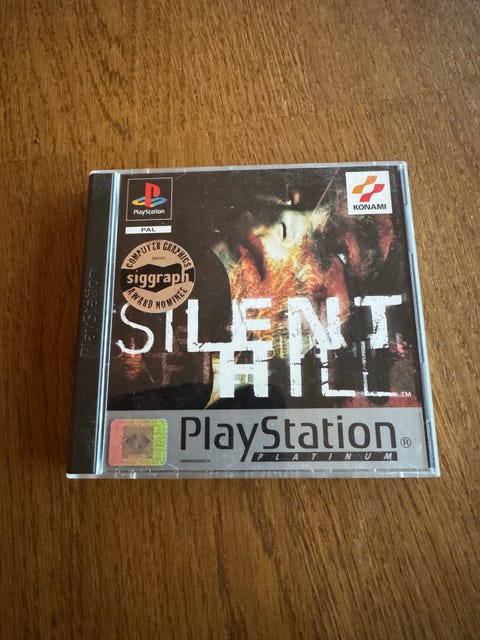 PlayStation
PAL
KONAMI
COMPUTER GRAPHICS
siggraph
AWARD NOMINEE
SILENT
HILL
TM
PlayStation®
PLATINUM
PlayStation